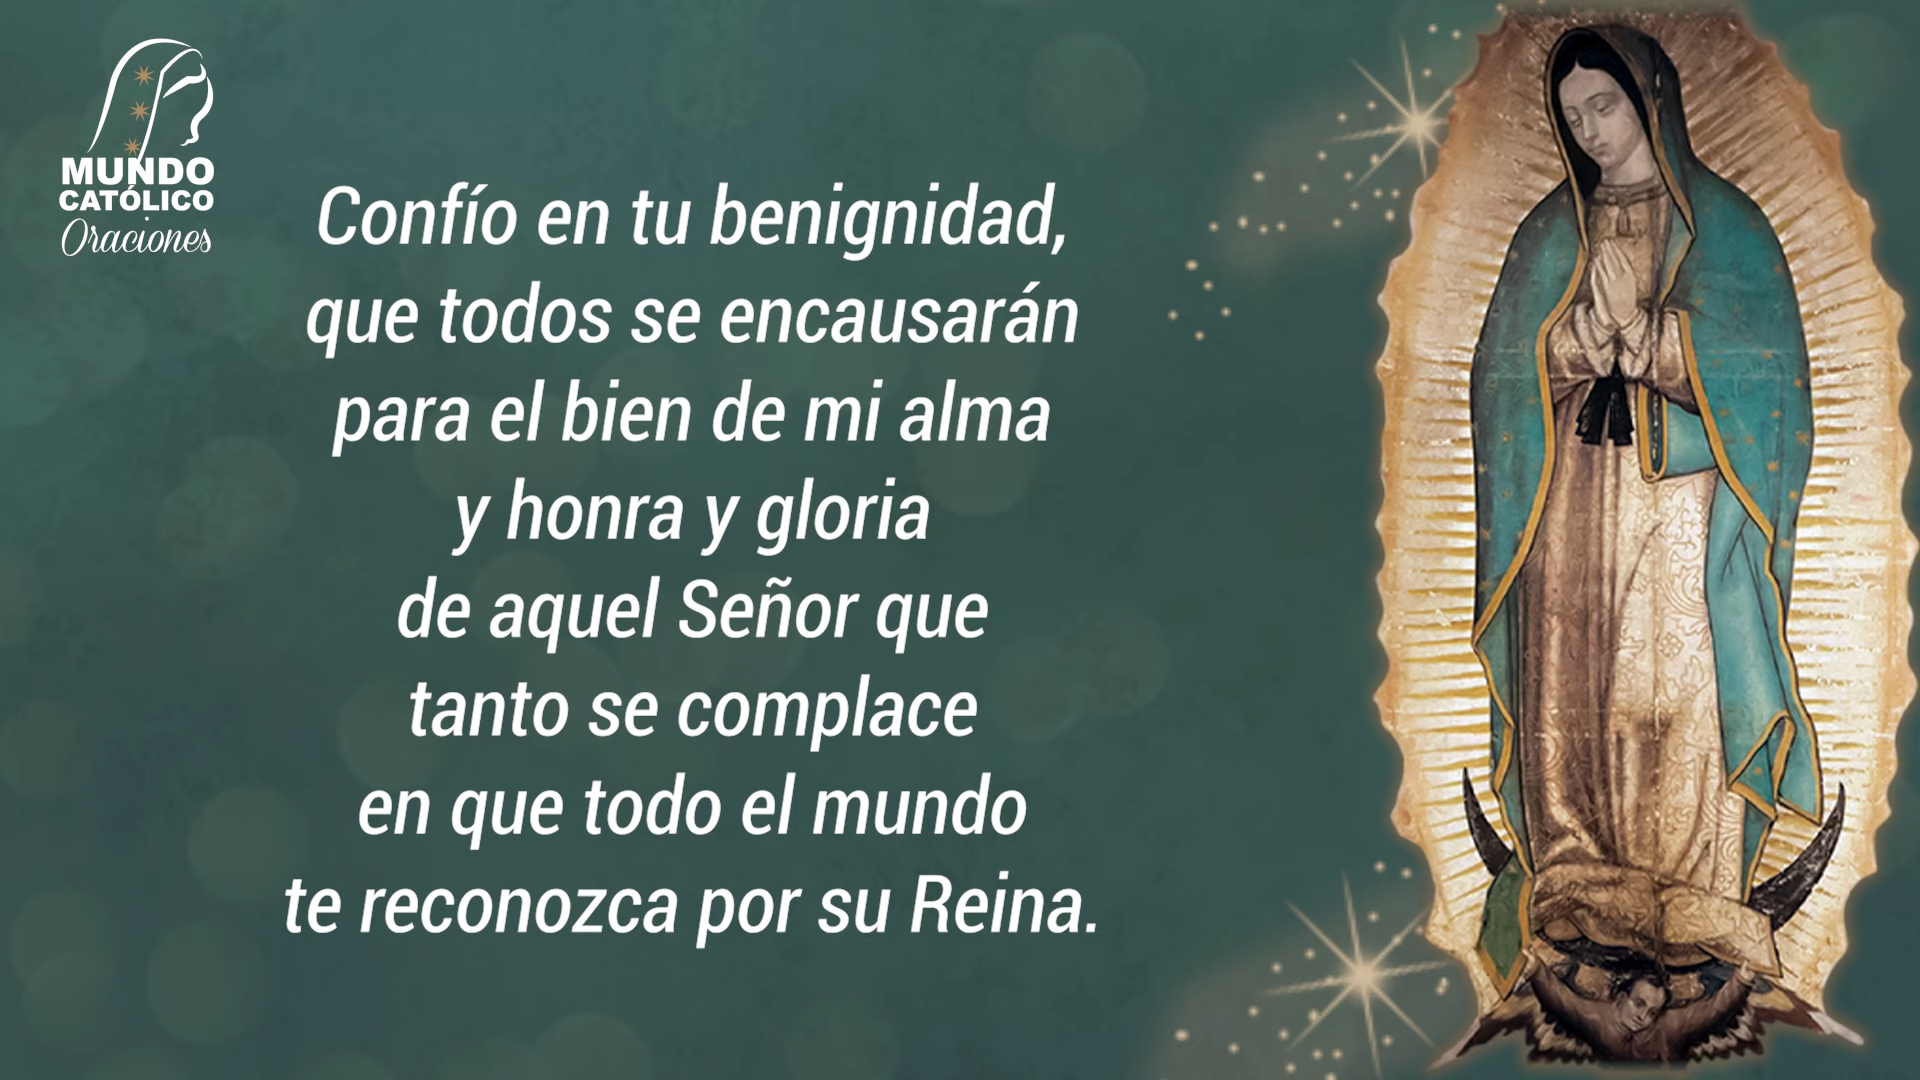 MUNDO
CATÓLICO
Oraciones
Confío en tu benignidad,
que todos se encausarán
para el bien de mi alma
y honra y gloria
de aquel Señor que
tanto se complace
en que todo el mundo
te reconozca por su Reina.